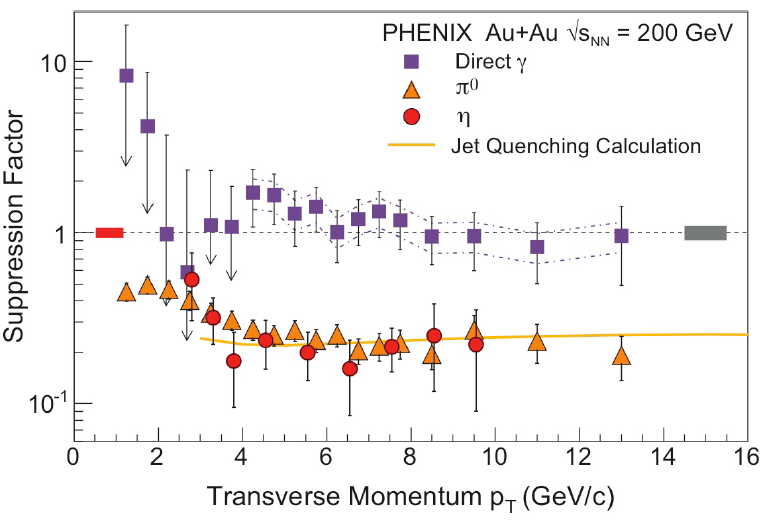 PHENIX Au+Au √sNN = 200 GeV
Direct γ
π0
η
Jet Quenching Calculation
Suppression Factor
10
1
10-1
0 2 4 6 8 10 12 14 16
Transverse Momentum pT (GeV/c)